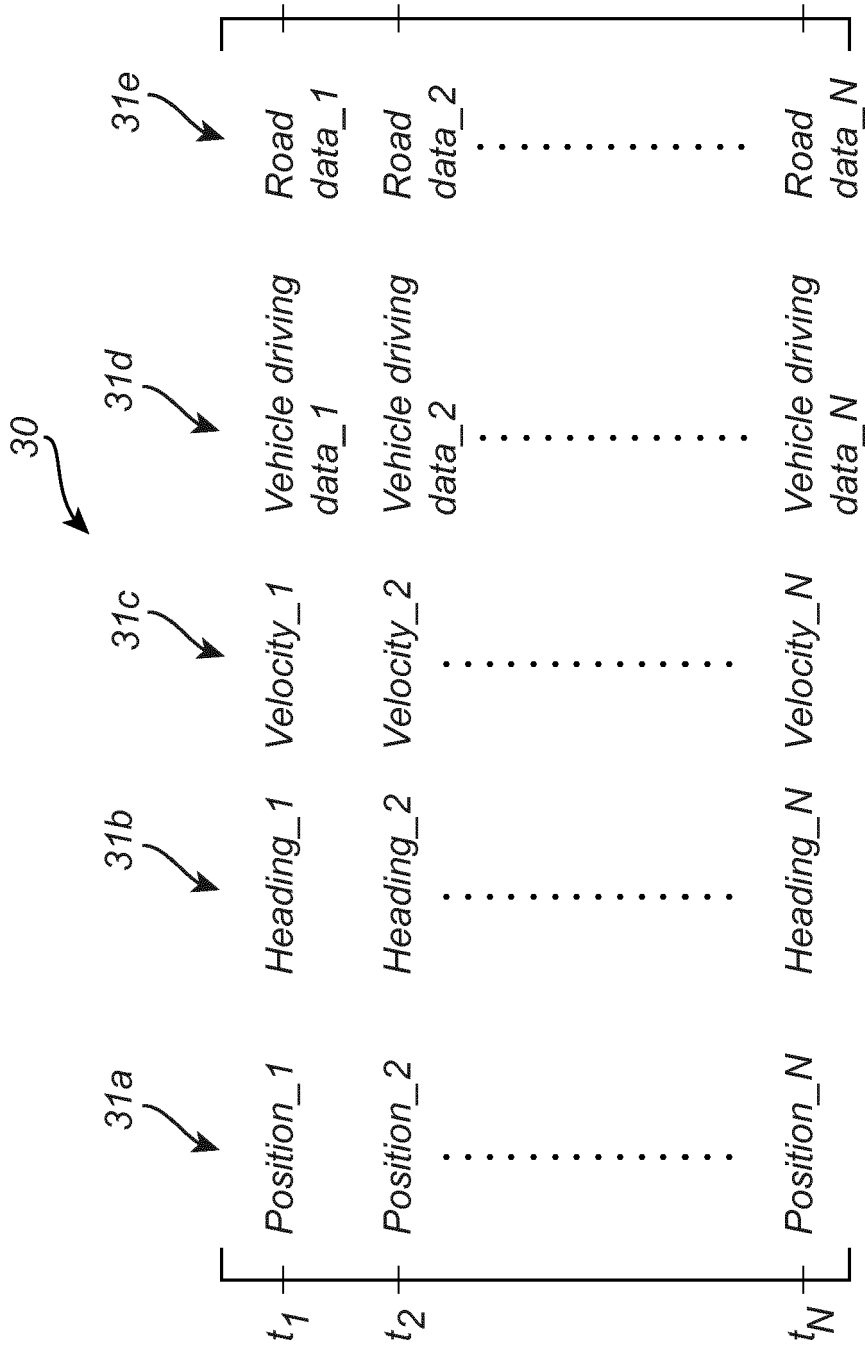 30
31a 31b 31c 31d 31e
t1 Position_1 Heading_1 Velocity_1 Vehicle driving Road
data_1 data_1
t2 Position_2 Heading_2 Velocity_2 Vehicle driving Road
data_2 data_2
tN Position_N Heading_N Velocity_N Vehicle driving Road
data_N data_N